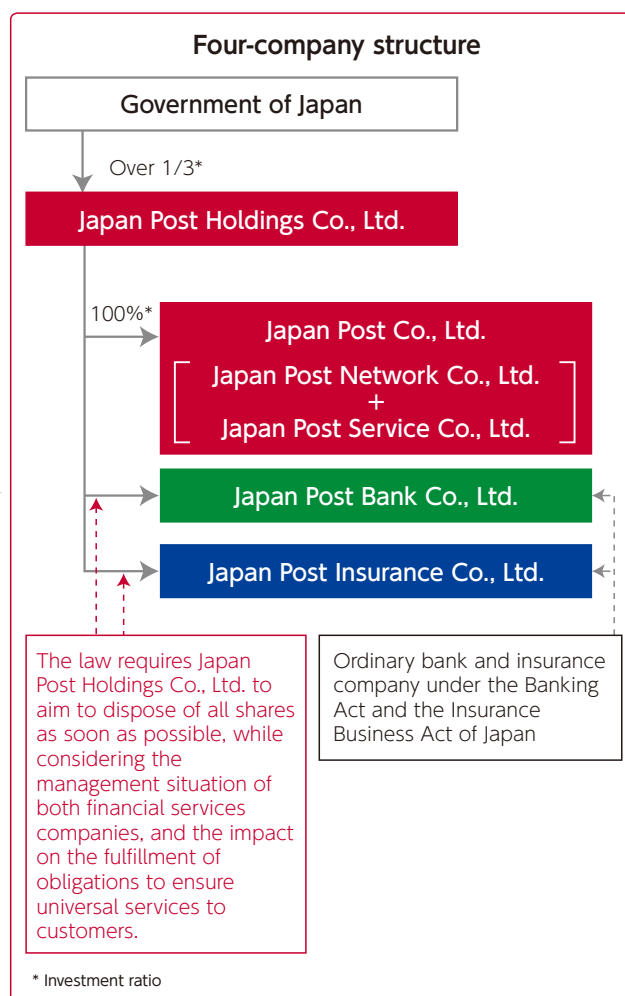 Four-company structure
Government of Japan
Over 1/3*
Japan Post Holdings Co., Ltd.
100%*
Japan Post Co., Ltd.
Japan Post Network Co., Ltd.
+
Japan Post Service Co., Ltd.
Japan Post Bank Co., Ltd.
Japan Post Insurance Co., Ltd.
The law requires Japan
Post Holdings Co., Ltd. to
aim to dispose of all shares
as soon as possible, while
considering the
management situation of
both financial services
companies, and the impact
on the fulfillment of
obligations to ensure
universal services to
customers.
Ordinary bank and insurance
company under the Banking
Act and the Insurance
Business Act of Japan
* Investment ratio